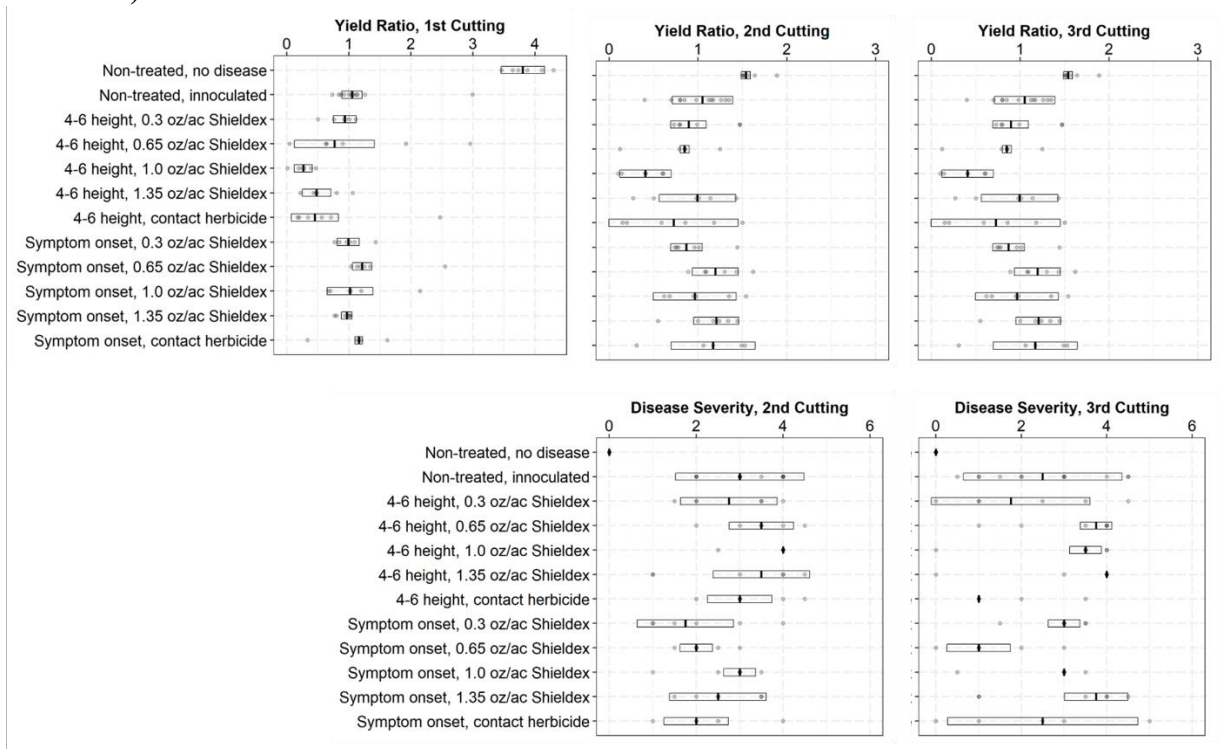 Yield Ratio, 1st Cutting
0 1 2 3 4
Yield Ratio, 2nd Cutting
0 1 2 3
Yield Ratio, 3rd Cutting
0 1 2 3
Non-treated, no disease
Non-treated, innoculated
4-6 height, 0.3 oz/ac Shieldex
4-6 height, 0.65 oz/ac Shieldex
4-6 height, 1.0 oz/ac Shieldex
4-6 height, 1.35 oz/ac Shieldex
4-6 height, contact herbicide
Symptom onset, 0.3 oz/ac Shieldex
Symptom onset, 0.65 oz/ac Shieldex
Symptom onset, 1.0 oz/ac Shieldex
Symptom onset, 1.35 oz/ac Shieldex
Symptom onset, contact herbicide
Disease Severity, 2nd Cutting
0 2 4 6
Disease Severity, 3rd Cutting
0 2 4 6
Non-treated, no disease
Non-treated, innoculated
4-6 height, 0.3 oz/ac Shieldex
4-6 height, 0.65 oz/ac Shieldex
4-6 height, 1.0 oz/ac Shieldex
4-6 height, 1.35 oz/ac Shieldex
4-6 height, contact herbicide
Symptom onset, 0.3 oz/ac Shieldex
Symptom onset, 0.65 oz/ac Shieldex
Symptom onset, 1.0 oz/ac Shieldex
Symptom onset, 1.35 oz/ac Shieldex
Symptom onset, contact herbicide